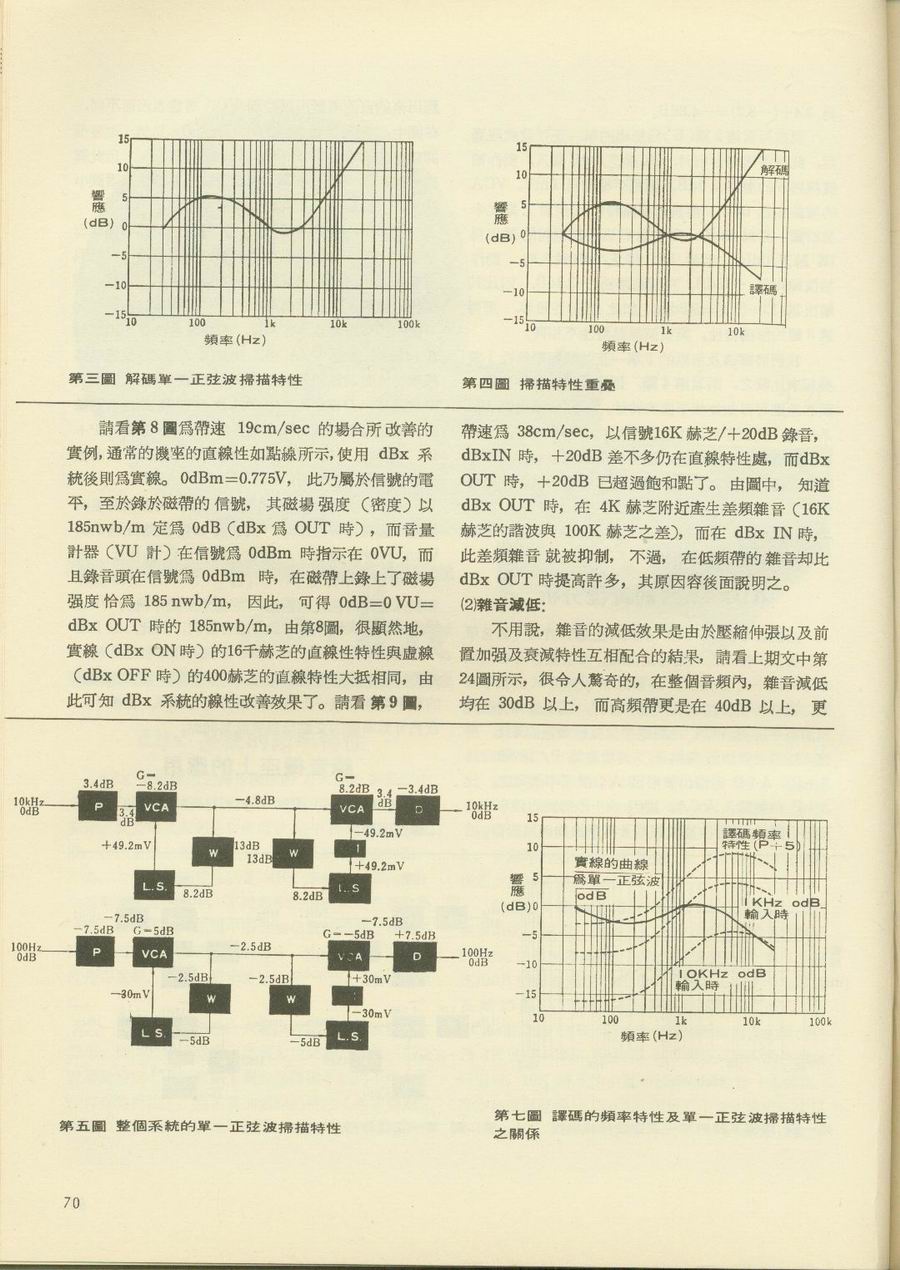 15
10
5
0
−5
−10
−15
響
應
(dB)
10 100 1k 10k 100k
頻率(Hz)
第三圖 解碼單一正弦波掃描特性
15
10
5
0
−5
−10
−15
響
應
(dB)
解碼
譯碼
10 100 1k 10k
頻率(Hz)
第四圖 掃描特性重疊
請看第8圖爲帶速 19cm/sec 的場合所改善的
實例,通常的幾率的直線性如點線所示,使用 dBx 系
統後則爲實線。0dBm=0.775V, 此乃屬於信號的電
平, 至於錄於磁帶的信號, 其磁場强度(密度)以
185nwb/m 定爲 0dB(dBx 爲 OUT 時),而音量
計器(VU 計)在信號爲 0dBm 時指示在 0VU, 而
且錄音頭在信號爲 0dBm 時, 在磁帶上錄上了磁場
强度恰爲 185 nwb/m, 因此, 可得 0dB=0 VU=
dBx OUT 時的 185nwb/m, 由第8圖, 很顯然地,
實線(dBx ON時)的16千赫芝的直線性特性與虛線
(dBx OFF 時)的400赫芝的直線特性大抵相同, 由
此可知 dBx 系統的線性改善效果了。請看第9圖,
帶速爲 38cm/sec, 以信號16K 赫芝/+20dB 錄音,
dBxIN 時, +20dB 差不多仍在直線特性處, 而dBx
OUT 時, +20dB 已超過飽和點了。由圖中, 知道
dBx OUT 時, 在 4K 赫芝附近產生差頻雜音(16K
赫芝的諧波與 100K 赫芝之差),而在 dBx IN 時,
此差頻雜音就被抑制, 不過, 在低頻帶的雜音却比
dBx OUT 時提高許多, 其原因容後面說明之。
(2)雜音減低:
不用說, 雜音的減低效果是由於壓縮伸張以及前
置加强及衰減特性互相配合的結果, 請看上期文中第
24圖所示, 很令人驚奇的, 在整個音頻內, 雜音減低
均在 30dB 以上, 而高頻帶更是在 40dB 以上, 更
3.4dB
G=
−8.2dB
G=
8.2dB
3.4
dB
−3.4dB
10kHz
0dB
P
3.4
dB
VCA
−4.8dB
VCA
D
10kHz
0dB
+49.2mV
W
13dB
13dB
W
−49.2mV
+49.2mV
L.S.
8.2dB
8.2dB
L.S
−7.5dB
−7.5dB
G=5dB
−7.5dB
G=−5dB
+7.5dB
100Hz
0dB
P
VCA
−2.5dB
VCA
D
100Hz
0dB
−30mV
−2.5dB
W
−2.5dB
W
+30mV
−30mV
L.S.
−5dB
−5dB
L.S.
第五圖 整個系統的單一正弦波掃描特性
15
10
5
0
−5
−10
−15
響
應
(dB)
譯碼頻率
特性(P+5)
實線的曲線
爲單一正弦波
odB
1KHz odB
輸入時
10KHz odB
輸入時
10 100 1k 10k 100k
頻率(Hz)
第七圖 譯碼的頻率特性及單一正弦波掃描特性
之關係
70